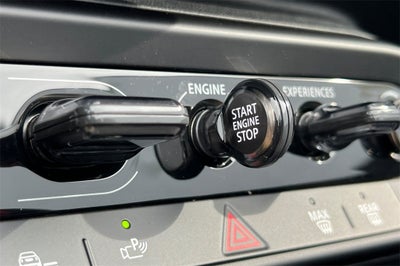 ENGINE
EXPERIENCES
START
ENGINE
STOP
P
MAX
REAR